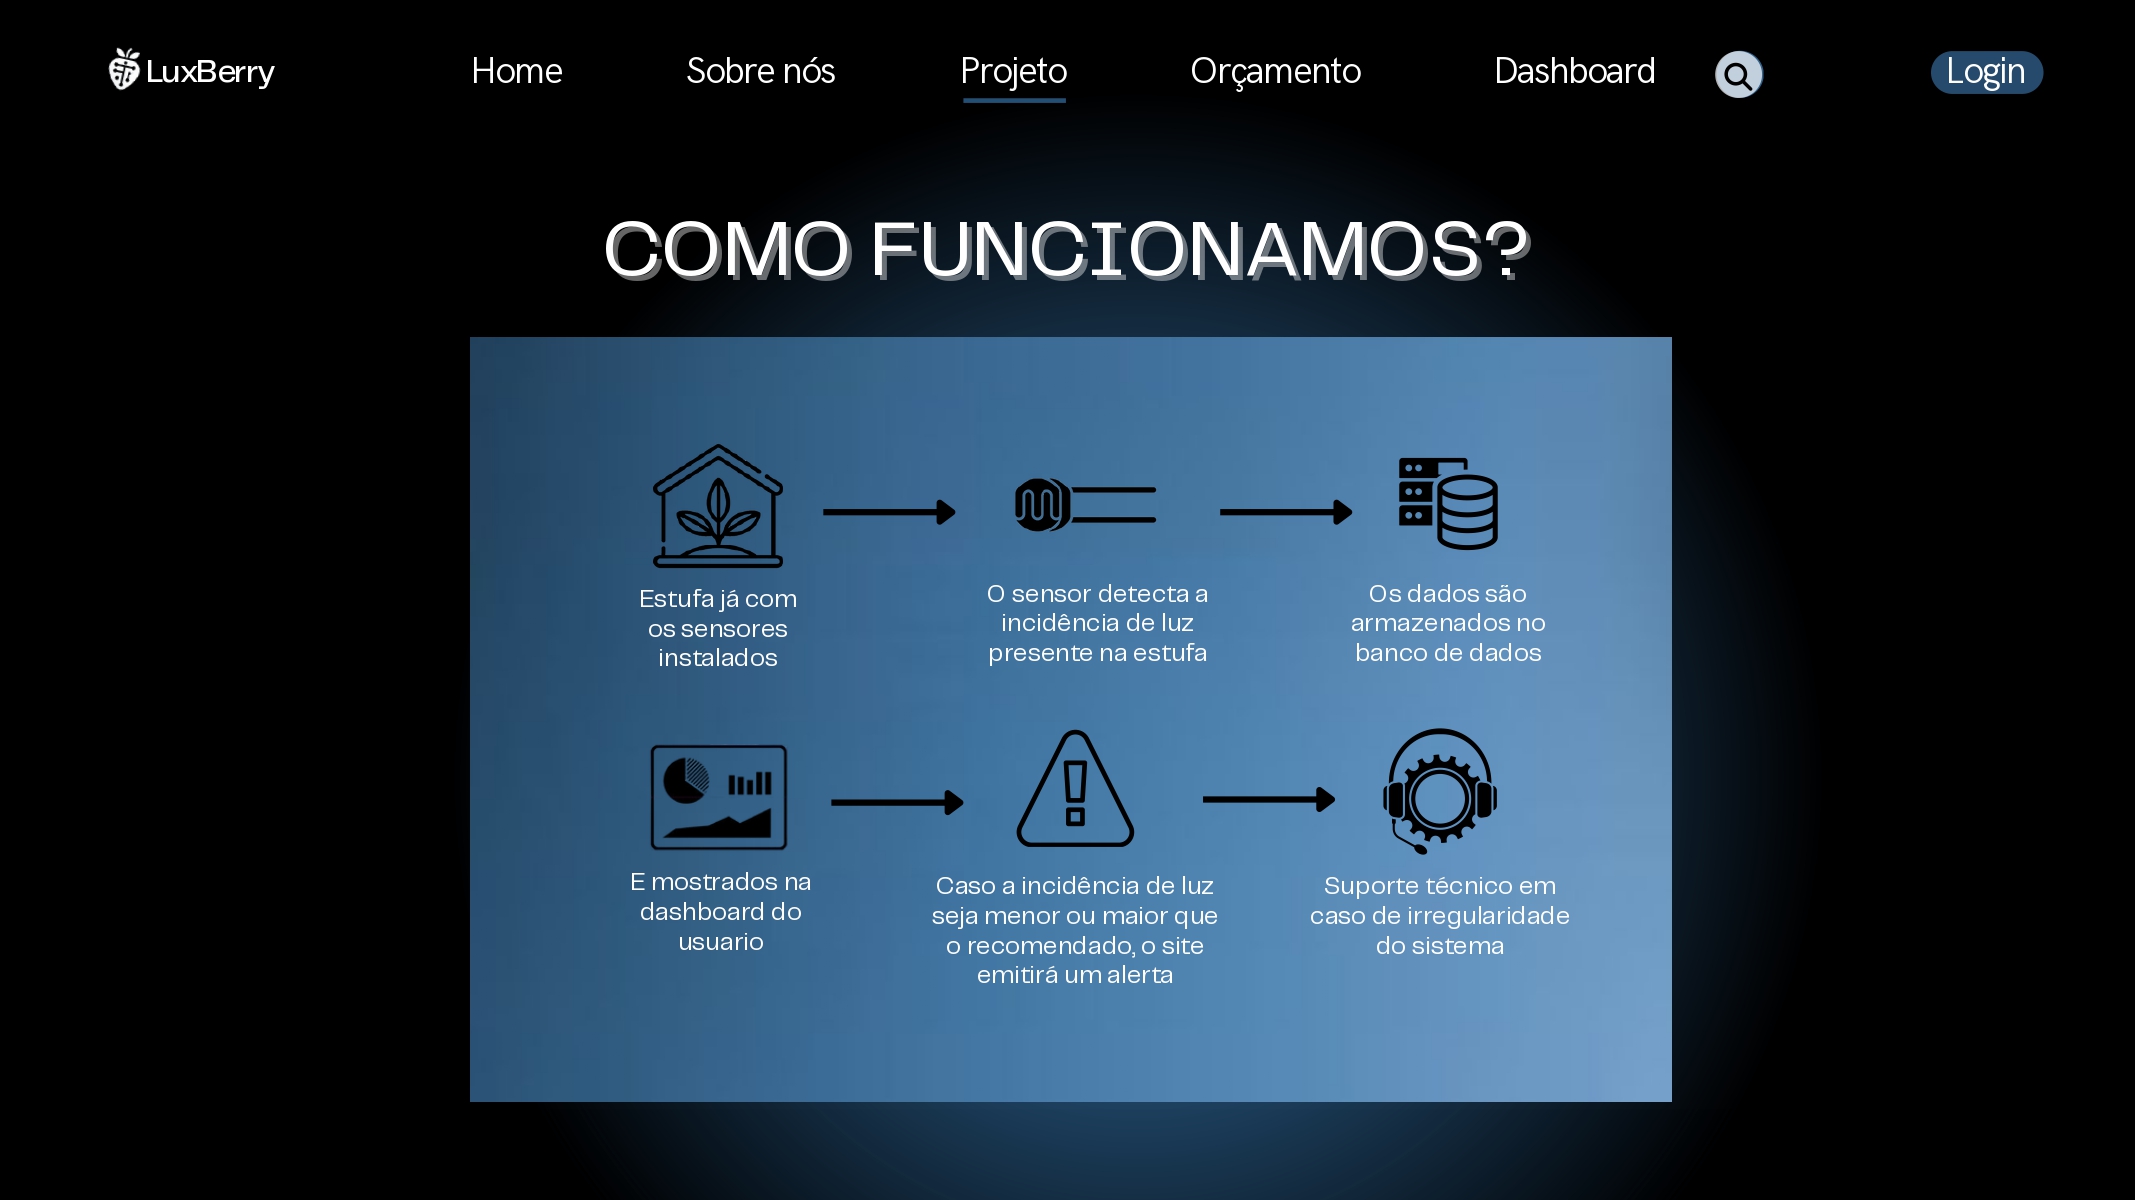 LuxBerry
Home
Sobre nós
Projeto
Orçamento
Dashboard
Login
COMO FUNCIONAMOS?
Estufa já com
os sensores
instalados
O sensor detecta a
incidência de luz
presente na estufa
Os dados são
armazenados no
banco de dados
E mostrados na
dashboard do
usuario
Caso a incidência de luz
seja menor ou maior que
o recomendado, o site
emitirá um alerta
Suporte técnico em
caso de irregularidade
do sistema